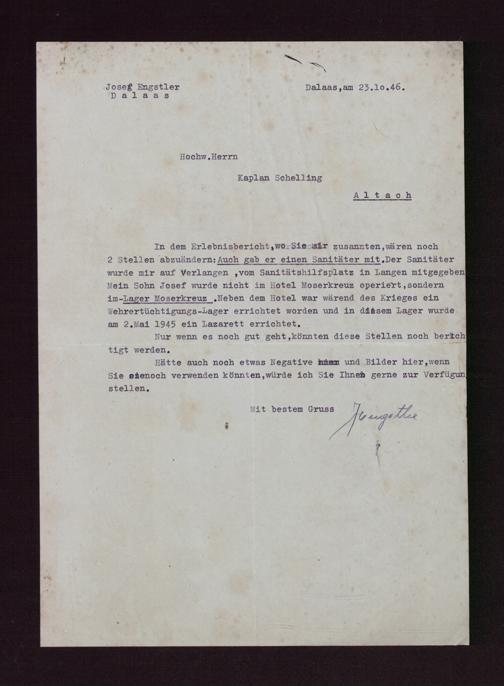 Josef Engstler
D a l a a s
Dalaas,am 23.10.46.
Hochw.Herrn
Kaplan Schelling
A l t a c h
In dem Erlebnisbericht,wo Sie mir zusannten,wären noch
2 Stellen abzuändern:Auch gab er einen Sanitäter mit.Der Sanitäter
wurde mir auf Verlangen ,vom Sanitätshilfsplatz in Langen mitgegeben
Mein Sohn Josef wurde nicht im Hotel Moserkreuz operiert,sondern
im-Lager Moserkreuz .Neben dem Hotel war wärend des Krieges ein
Wehrertüchtigungs-Lager errichtet worden und in diesem Lager wurde
am 2.Mai 1945 ein Lazarett errichtet.
Nur wenn es noch gut geht,könnten diese Stellen noch berich
tigt werden.
Hätte auch noch etwas Negative und Bilder hier,wenn
Sie sienoch verwenden könnten,würde ich Sie Ihnen gerne zur Verfügun
stellen.
Mit bestem Gruss
JEngstler